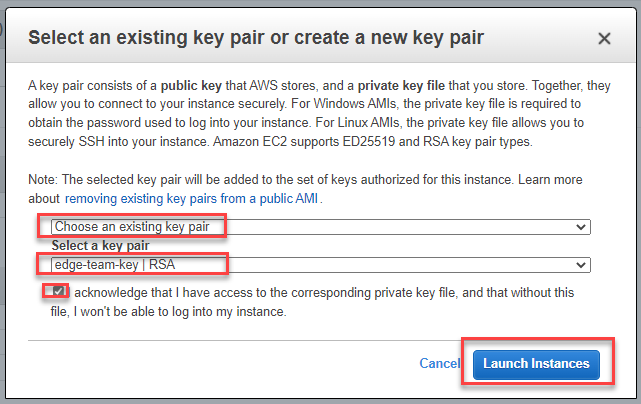 Select an existing key pair or create a new key pair
A key pair consists of a public key that AWS stores, and a private key file that you store. Together, they
allow you to connect to your instance securely. For Windows AMIs, the private key file is required to
obtain the password used to log into your instance. For Linux AMIs, the private key file allows you to
securely SSH into your instance. Amazon EC2 supports ED25519 and RSA key pair types.
Note: The selected key pair will be added to the set of keys authorized for this instance. Learn more
about removing existing key pairs from a public AMI.
Choose an existing key pair
Select a key pair
edge-team-key | RSA
acknowledge that I have access to the corresponding private key file, and that without this
file, I won't be able to log into my instance.
Cancel Launch Instances